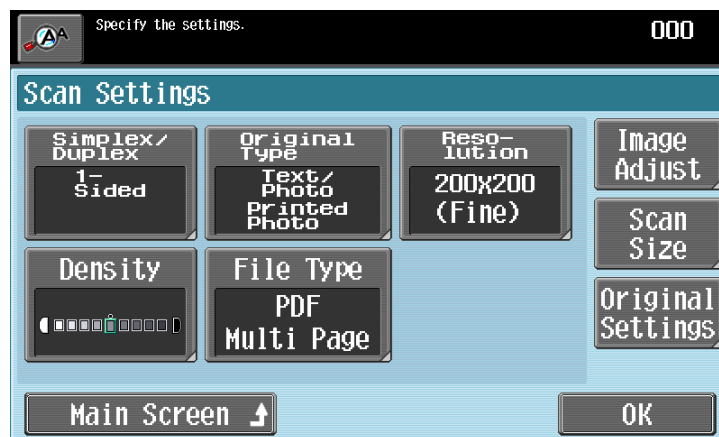 Specify the settings.
000
Scan Settings
Simplex/
Duplex
1-
Sided
Original
Type
Text/
Photo
Printed
Photo
Reso-
lution
200x200
(Fine)
Image
Adjust
Scan
Size
Original
Settings
Density
File Type
PDF
Multi Page
Main Screen
OK